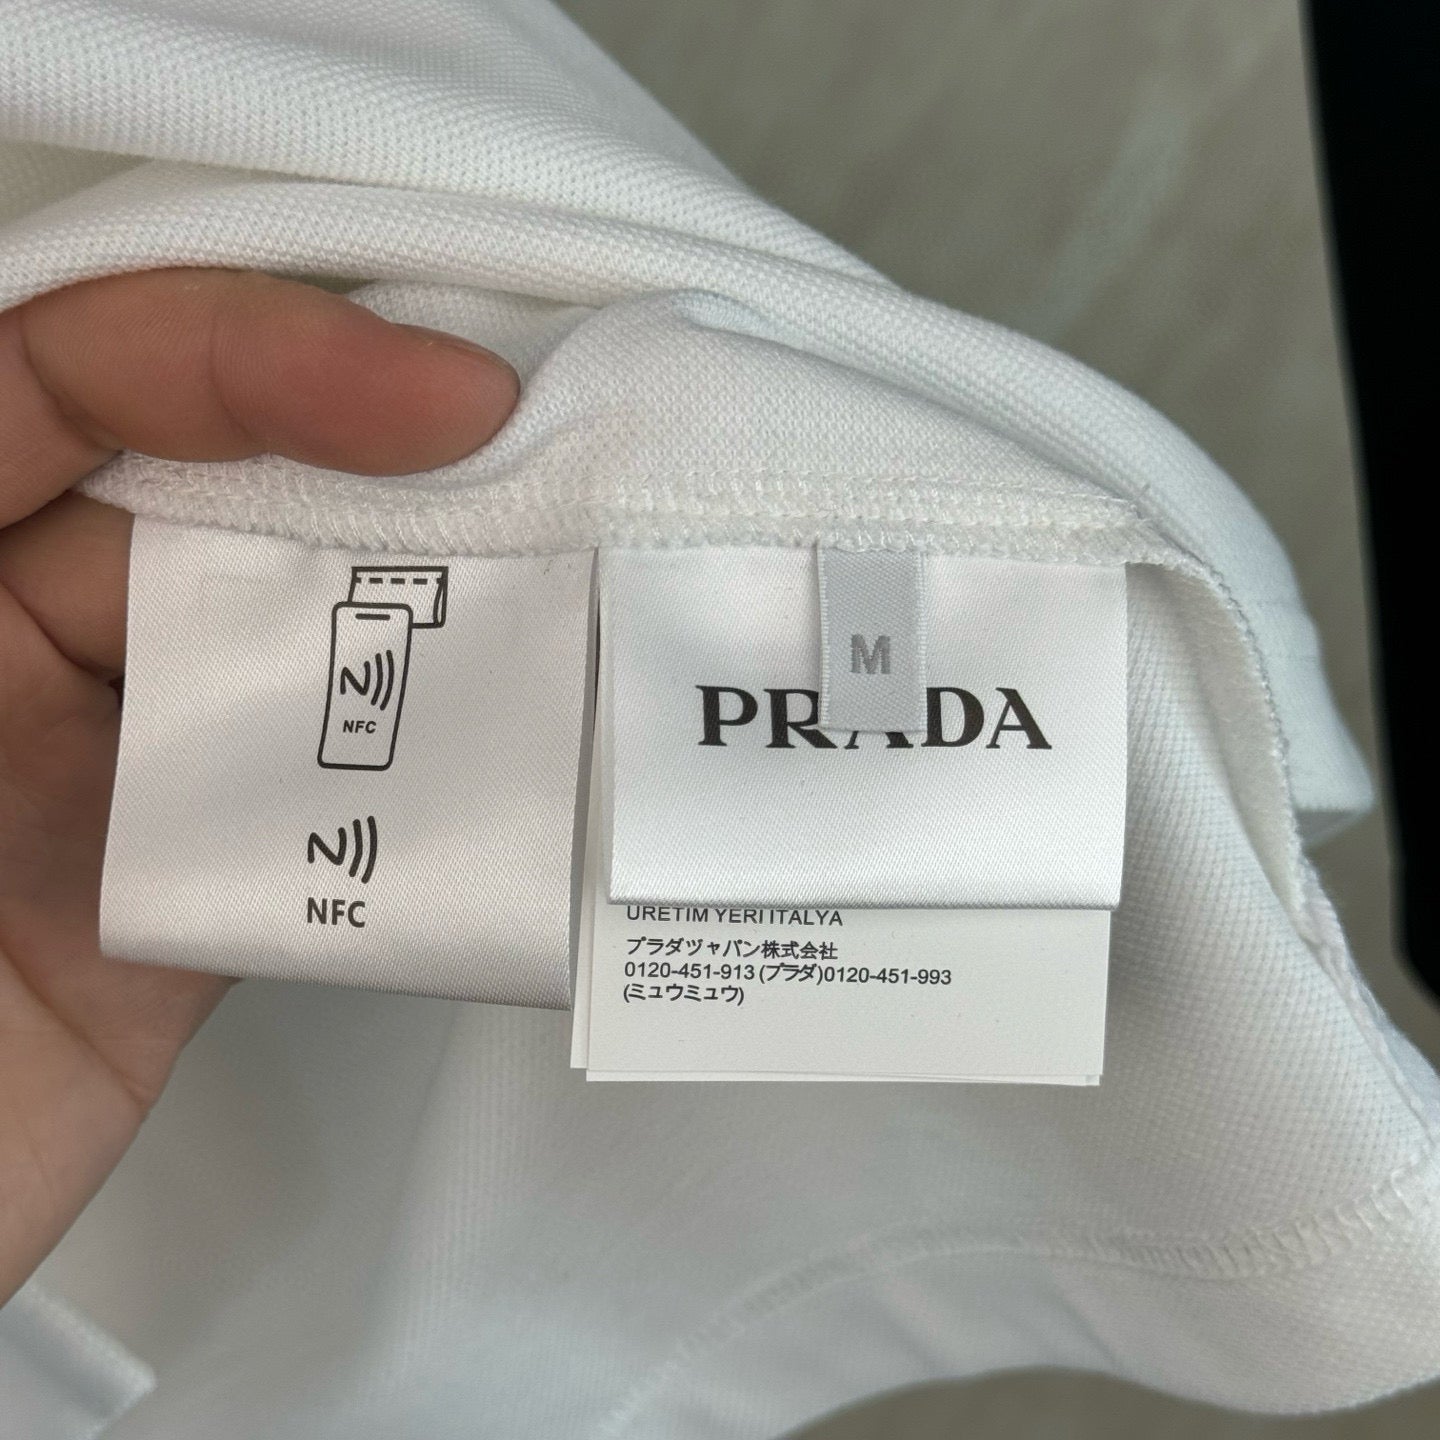 NFC
NFC
M
PRADA
URETIM YERI ITALYA
プラダヅャパン株式会社
0120-451-913 (プラダ)0120-451-993
(ミュウミュウ)